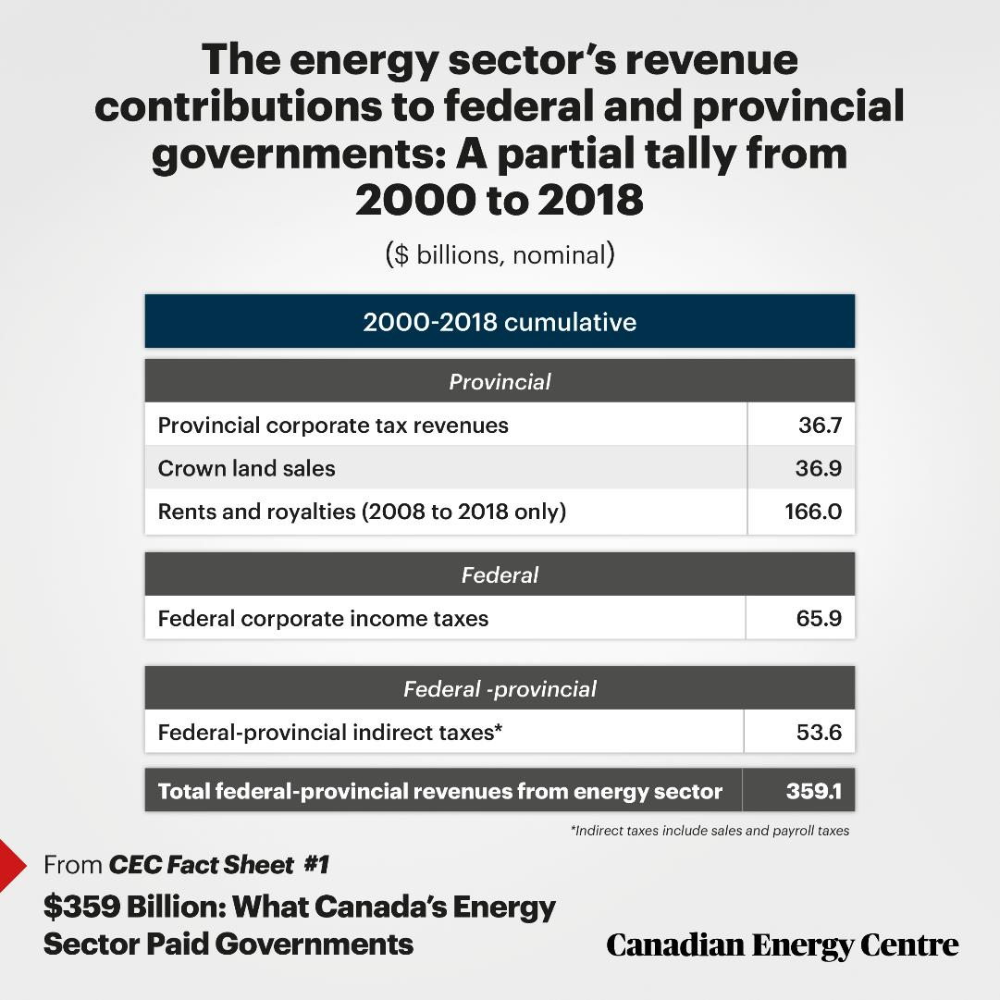 The energy sector's revenue
contributions to federal and provincial
governments: A partial tally from
2000 to 2018
($ billions, nominal)
2000-2018 cumulative
Provincial
Provincial corporate tax revenues 36.7
Crown land sales 36.9
Rents and royalties (2008 to 2018 only) 166.0
Federal
Federal corporate income taxes 65.9
Federal -provincial
Federal-provincial indirect taxes* 53.6
Total federal-provincial revenues from energy sector 359.1
*Indirect taxes include sales and payroll taxes
From CEC Fact Sheet #1
$359 Billion: What Canada's Energy
Sector Paid Governments
Canadian Energy Centre